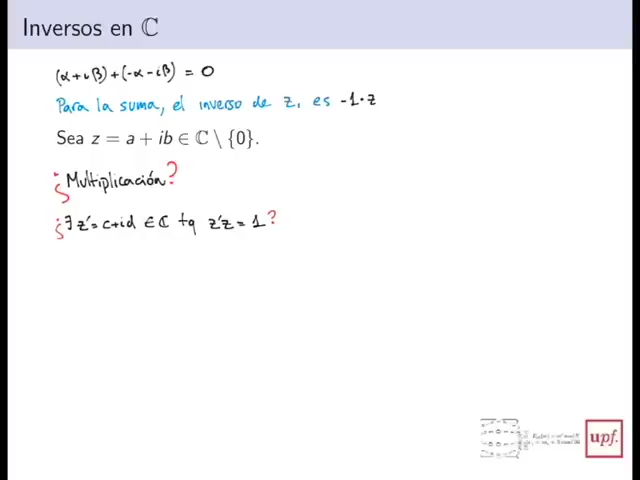 Inversos en ℂ
(α+iβ)+(-α-iβ) = 0
Para la suma, el inverso de z, es -1·z
Sea z = a + ib ∈ ℂ \ {0}.
¿Multiplicación?
¿∃ z'= c+id ∈ ℂ tq z'z = 1?
upf.